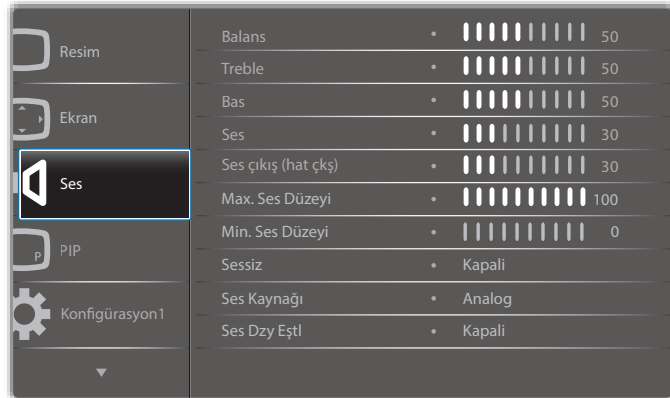 Resim
Ekran
Ses
P
PIP
Konfigürasyon1
Balans • 50
Treble • 50
Bas • 50
Ses • 30
Ses çıkış (hat çkş) • 30
Max. Ses Düzeyi • 100
Min. Ses Düzeyi • 0
Sessiz • Kapali
Ses Kaynağı • Analog
Ses Dzy Eştl • Kapali